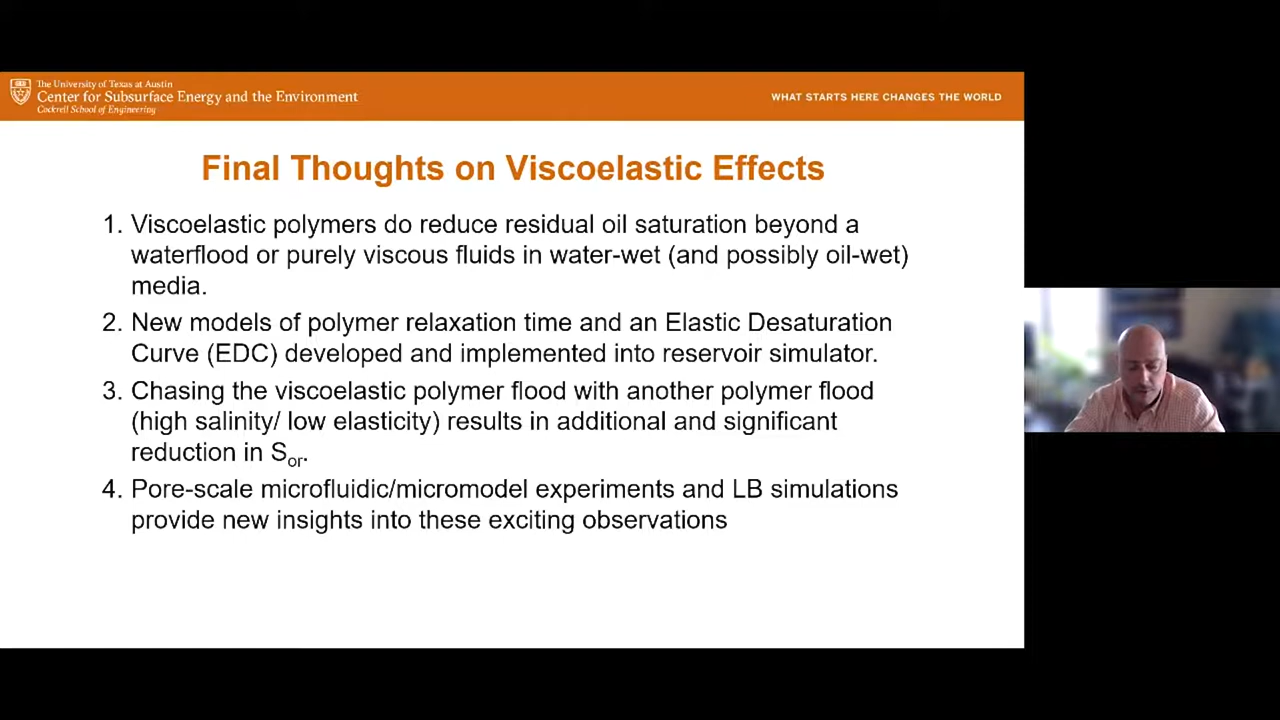 The University of Texas at Austin
Center for Subsurface Energy and the Environment
Cockrell School of Engineering
WHAT STARTS HERE CHANGES THE WORLD
Final Thoughts on Viscoelastic Effects
1. Viscoelastic polymers do reduce residual oil saturation beyond a
waterflood or purely viscous fluids in water-wet (and possibly oil-wet)
media.
2. New models of polymer relaxation time and an Elastic Desaturation
Curve (EDC) developed and implemented into reservoir simulator.
3. Chasing the viscoelastic polymer flood with another polymer flood
(high salinity/ low elasticity) results in additional and significant
reduction in Sor.
4. Pore-scale microfluidic/micromodel experiments and LB simulations
provide new insights into these exciting observations